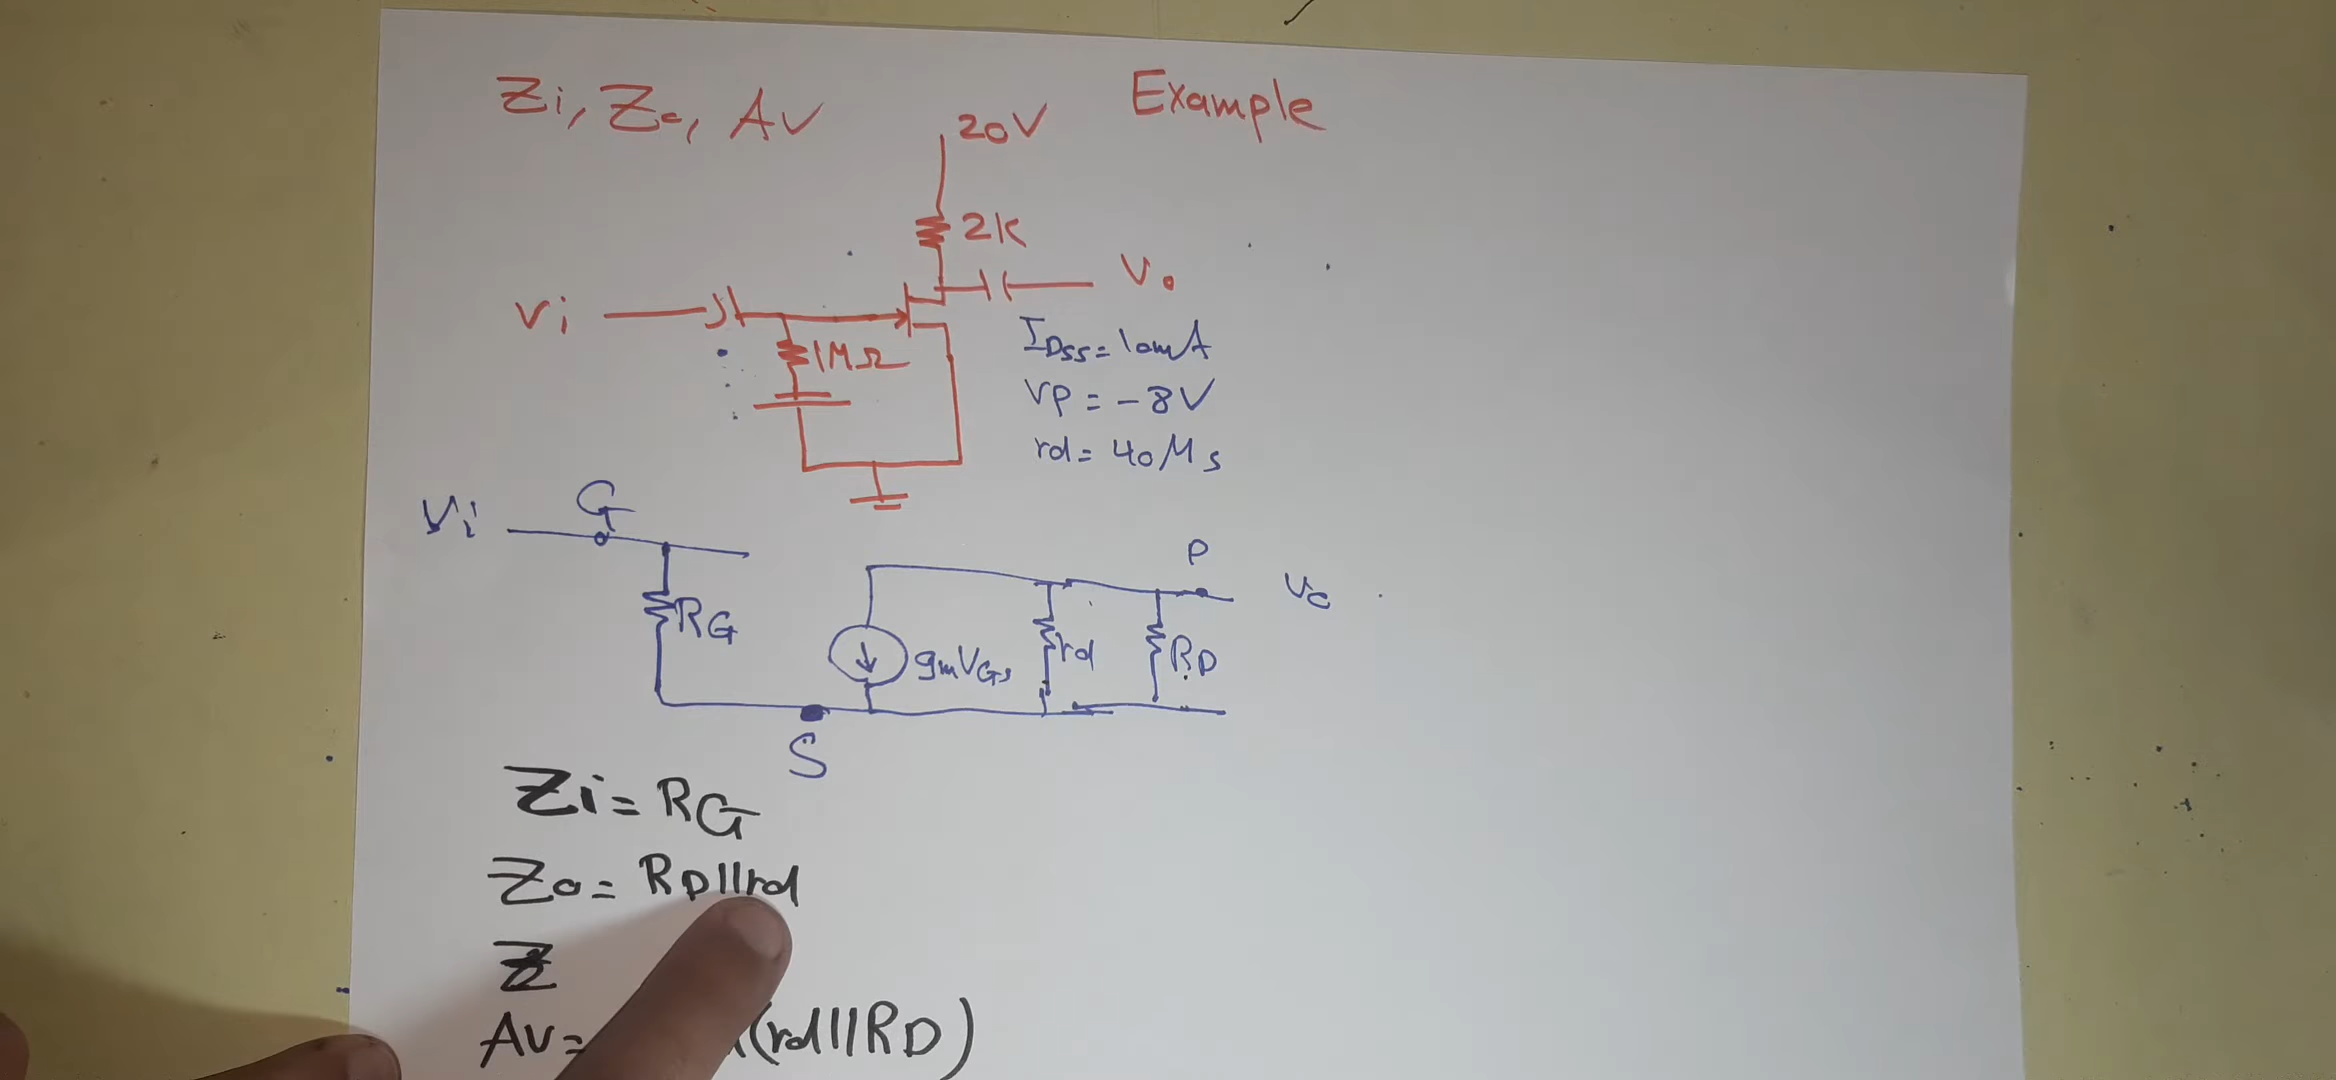 Zi, Zo, Av
Example
20V
2K
Vi
Vo
1MΩ
IDSS = 10mA
VP = -8V
rd = 40Ms
Vi
G
P
Vo
RG
gmVGs
rd
RD
S
Zi = RG
Zo = RD||rd
Z
Av = (rd||RD)